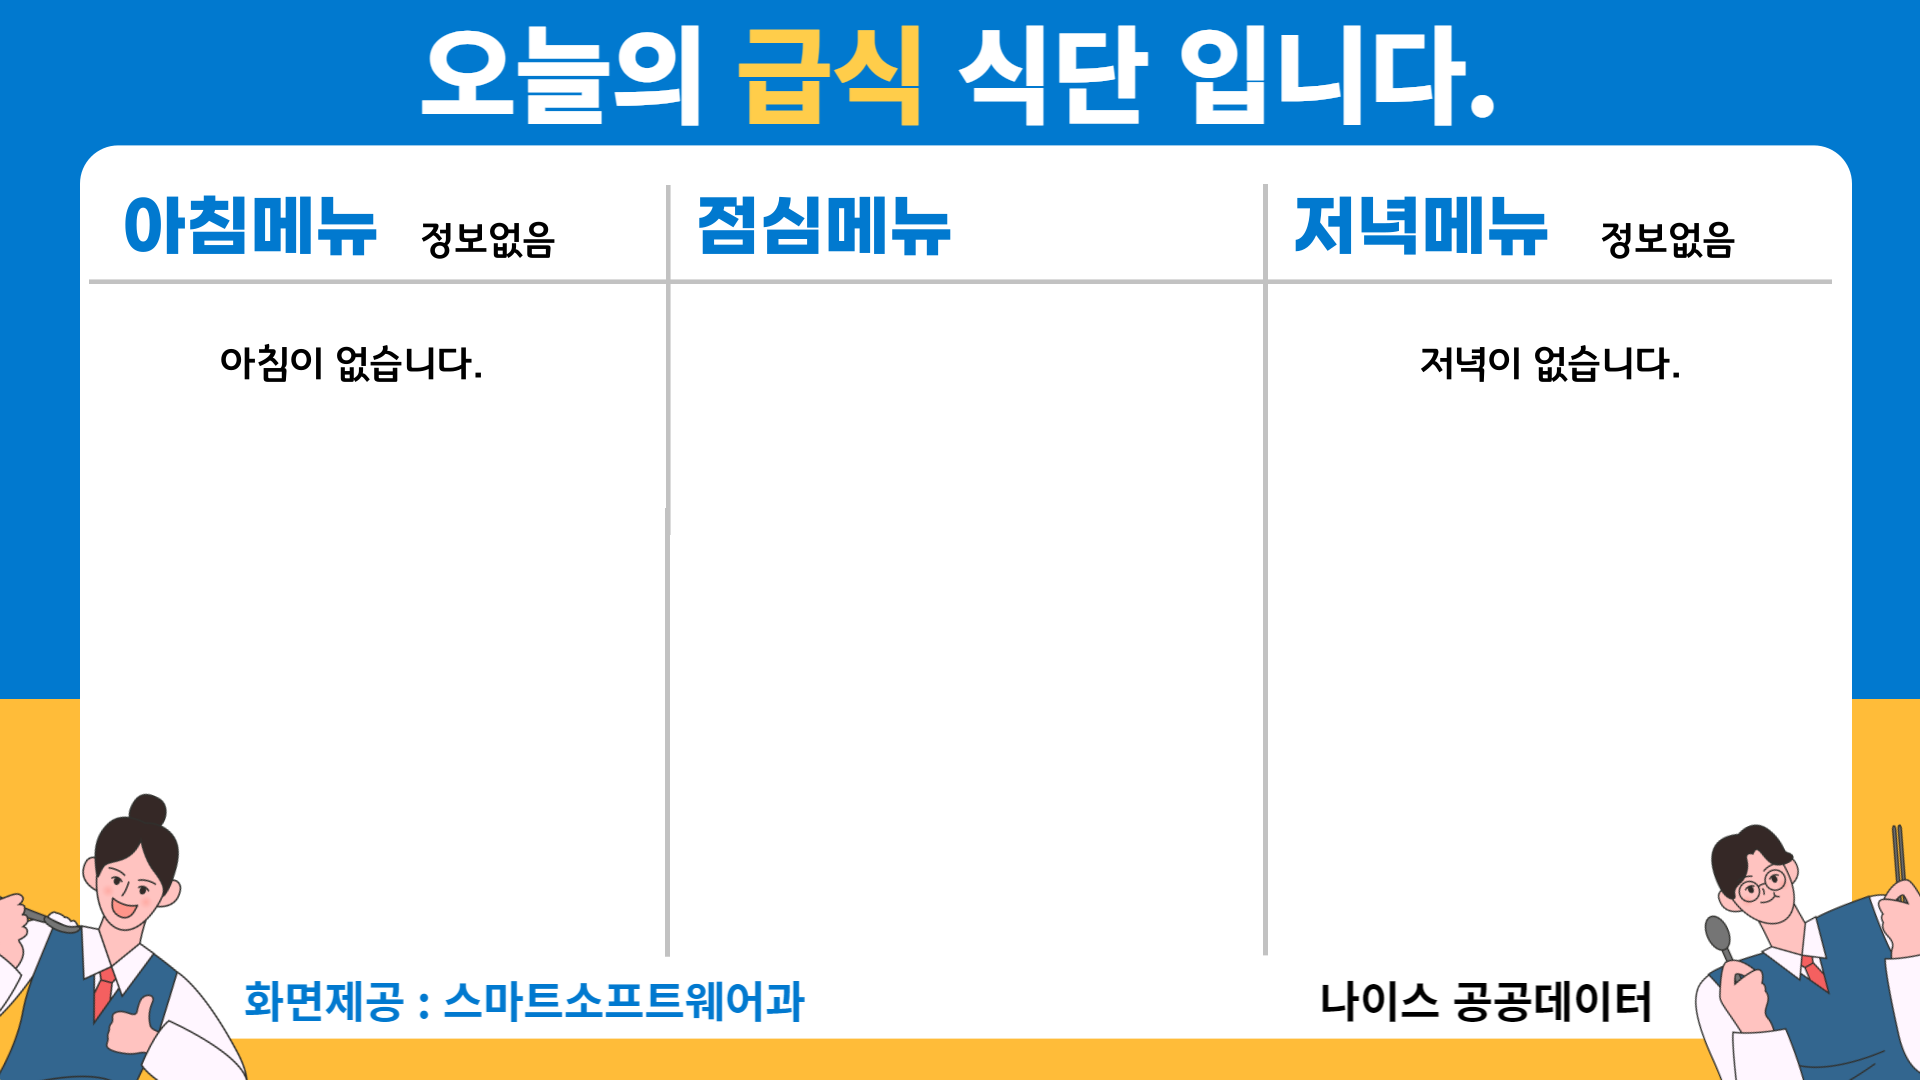 오늘의 급식 식단 입니다.
아침메뉴 정보없음
점심메뉴
저녁메뉴 정보없음
아침이 없습니다.
저녁이 없습니다.
화면제공 : 스마트소프트웨어과
나이스 공공데이터